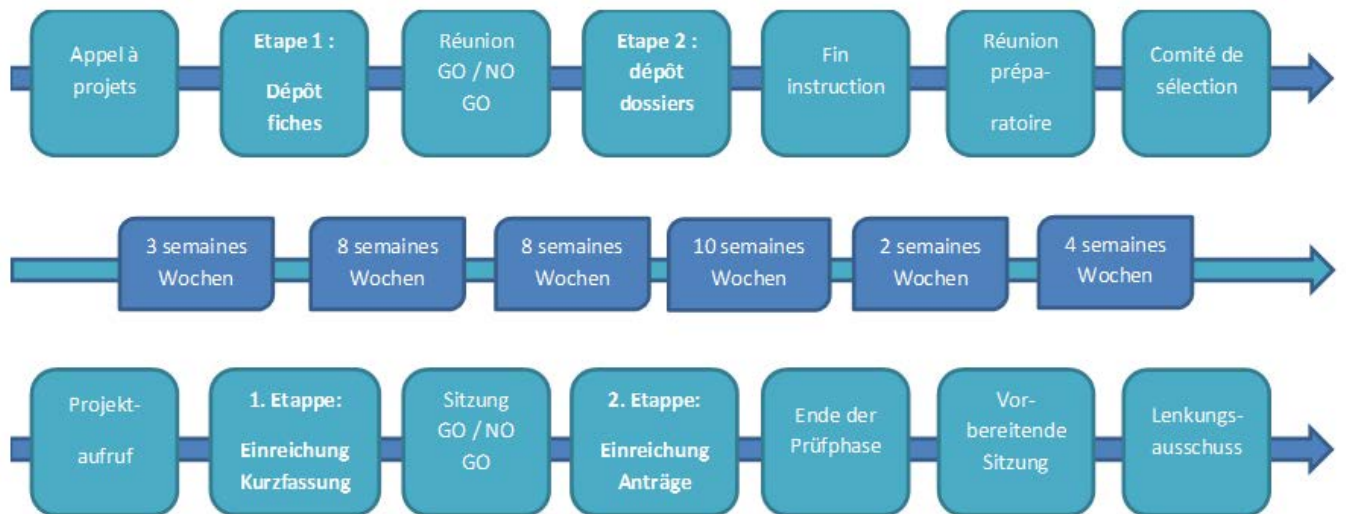 Appel à
projets
Etape 1 :
Dépôt
fiches
Réunion
GO / NO
GO
Etape 2 :
dépôt
dossiers
Fin
instruction
Réunion
prépa-
ratoire
Comité de
sélection
3 semaines
Wochen
8 semaines
Wochen
8 semaines
Wochen
10 semaines
Wochen
2 semaines
Wochen
4 semaines
Wochen
Projekt-
aufruf
1. Etappe:
Einreichung
Kurzfassung
Sitzung
GO / NO
GO
2. Etappe:
Einreichung
Anträge
Ende der
Prüfphase
Vor-
bereitende
Sitzung
Lenkungs-
ausschuss